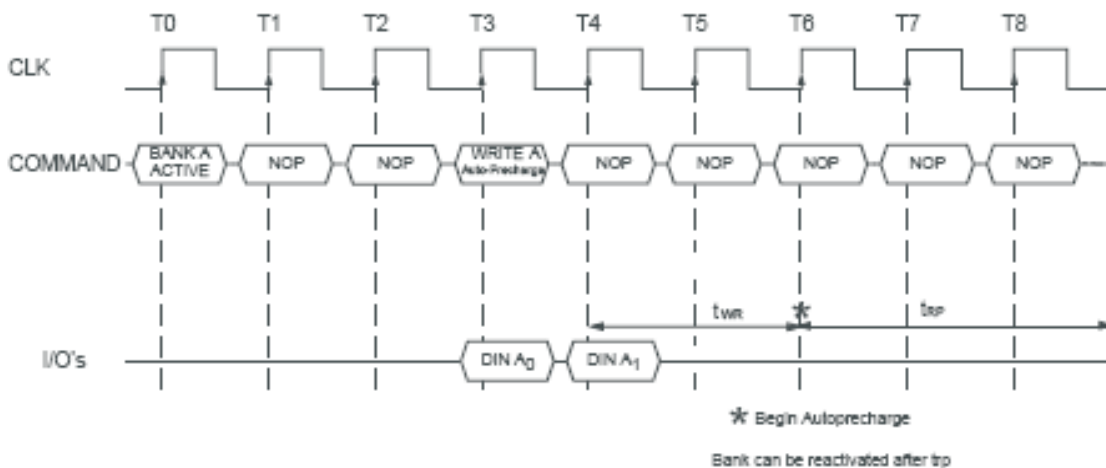 T0 T1 T2 T3 T4 T5 T6 T7 T8
CLK
COMMAND
BANK A
ACTIVE
NOP
NOP
WRITE A
Auto-Precharge
NOP
NOP
NOP
NOP
NOP
tWR
*
tRP
I/O's
DIN A0
DIN A1
* Begin Autoprecharge
Bank can be reactivated after trp